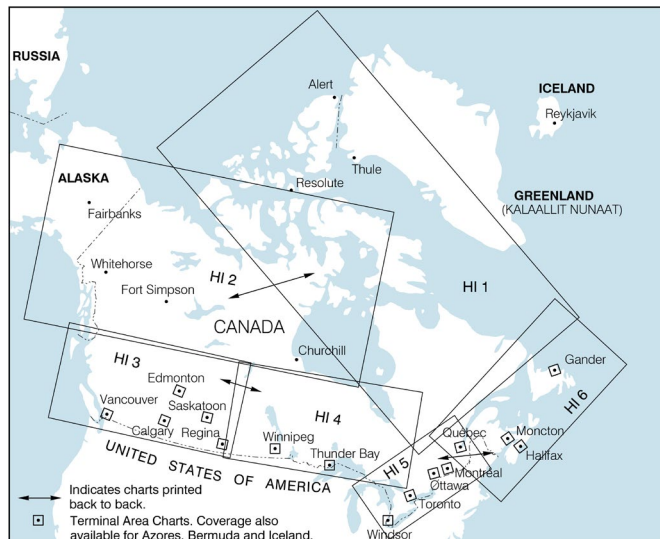 RUSSIA
Alert
ICELAND
Reykjavik
Thule
ALASKA
Resolute
GREENLAND
(KALAALLIT NUNAAT)
Fairbanks
Whitehorse
HI 2
HI 1
Fort Simpson
CANADA
Churchill
HI 3
Gander
Edmonton
HI 6
Vancouver
Saskatoon
HI 4
Calgary
Regina
Winnipeg
Québec
Moncton
Halifax
Thunder Bay
HI 5
Montréal
Øttawa
Toronto
Windsor
UNITED STATES OF AMERICA
Indicates charts printed
back to back.
Terminal Area Charts. Coverage also
available for Azores, Bermuda and Iceland.